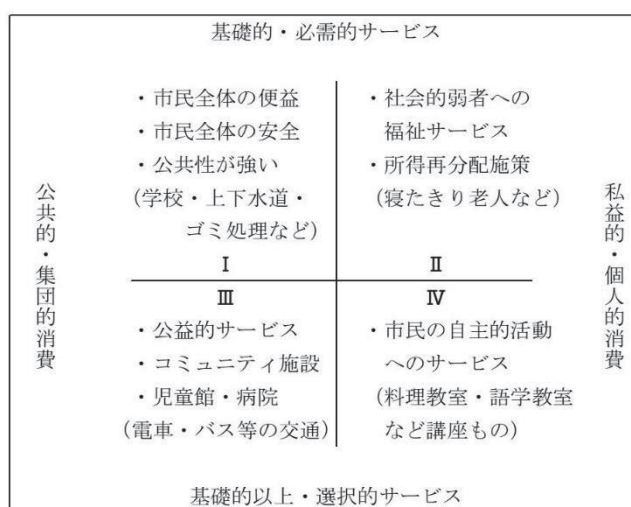 基礎的・必需的サービス
・市民全体の便益
・市民全体の安全
・公共性が強い
(学校・上下水道・
ゴミ処理など)
Ⅰ
・社会的弱者への
福祉サービス
・所得再分配施策
(寝たきり老人など)
Ⅱ
公共的・集団的消費
私益的・個人的消費
Ⅲ
・公益的サービス
・コミュニティ施設
・児童館・病院
(電車・バス等の交通)
Ⅳ
・市民の自主的活動
へのサービス
(料理教室・語学教室
など講座もの)
基礎的以上・選択的サービス